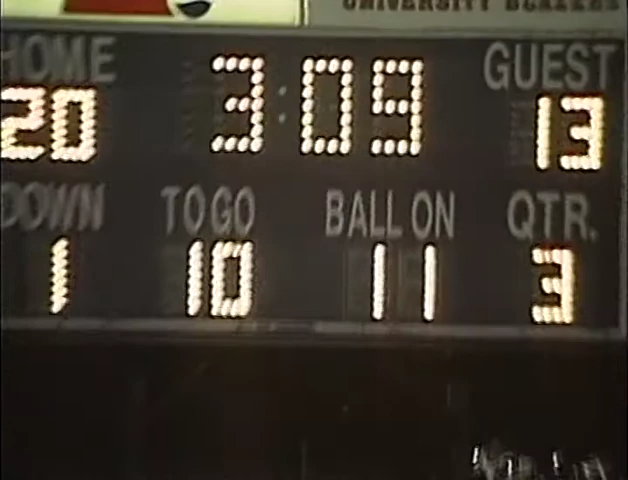 UNIVERSITY
HOME 3:09 GUEST
20 13
DOWN TO GO BALL ON QTR.
1 10 11 3